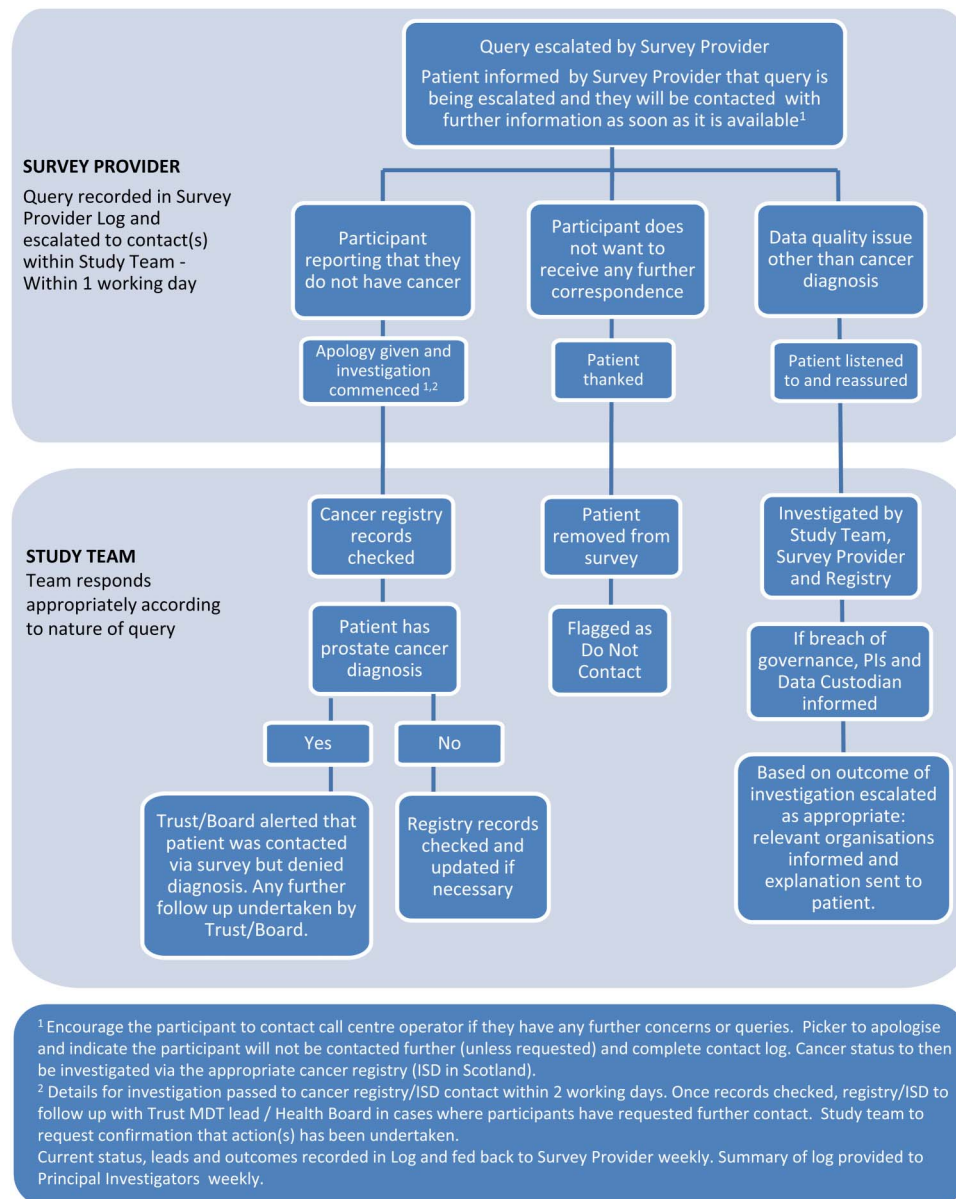 Query escalated by Survey Provider
Patient informed by Survey Provider that query is
being escalated and they will be contacted with
further information as soon as it is available1
SURVEY PROVIDER
Query recorded in Survey
Provider Log and
escalated to contact(s)
within Study Team -
Within 1 working day
Participant
reporting that they
do not have cancer
Participant does
not want to
receive any further
correspondence
Data quality issue
other than cancer
diagnosis
Apology given and
investigation
commenced 1,2
Patient
thanked
Patient listened
to and reassured
STUDY TEAM
Team responds
appropriately according
to nature of query
Cancer registry
records
checked
Patient
removed from
survey
Investigated by
Study Team,
Survey Provider
and Registry
Patient has
prostate cancer
diagnosis
Flagged as
Do Not
Contact
If breach of
governance, PIs and
Data Custodian
informed
Yes
No
Trust/Board alerted that
patient was contacted
via survey but denied
diagnosis. Any further
follow up undertaken by
Trust/Board.
Registry records
checked and
updated if
necessary
Based on outcome of
investigation escalated
as appropriate:
relevant organisations
informed and
explanation sent to
patient.
1 Encourage the participant to contact call centre operator if they have any further concerns or queries. Picker to apologise
and indicate the participant will not be contacted further (unless requested) and complete contact log. Cancer status to then
be investigated via the appropriate cancer registry (ISD in Scotland).
2 Details for investigation passed to cancer registry/ISD contact within 2 working days. Once records checked, registry/ISD to
follow up with Trust MDT lead / Health Board in cases where participants have requested further contact. Study team to
request confirmation that action(s) has been undertaken.
Current status, leads and outcomes recorded in Log and fed back to Survey Provider weekly. Summary of log provided to
Principal Investigators weekly.